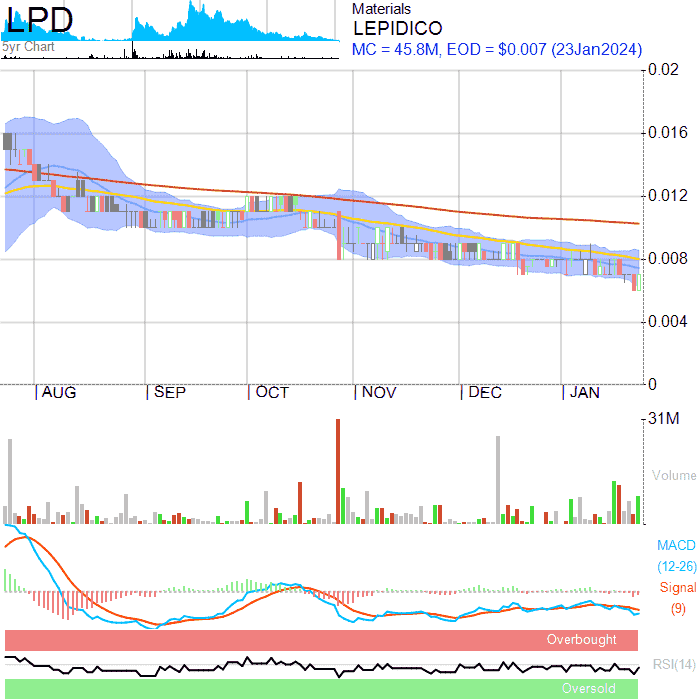 LPD
5yr Chart
Materials
LEPIDICO
MC = 45.8M, EOD = $0.007 (23Jan2024)
0.02
0.016
0.012
0.008
0.004
0
AUG SEP OCT NOV DEC JAN
31M
Volume
MACD
(12-26)
Signal
(9)
Overbought
RSI(14)
Oversold